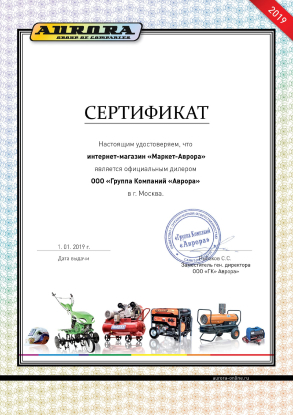 AURORA
GROUP OF COMPANIES
2019
СЕРТИФИКАТ
Настоящим удостоверяем, что
интернет-магазин «Маркет-Аврора»
является официальным дилером
ООО «Группа Компаний «Аврора»
в г. Москва.
«Группа Компаний
«Аврора»
1. 01. 2019 г.
Дата выдачи
С.С.
Заместитель ген. директора
ООО «ГК» Аврора»
aurora-online.ru